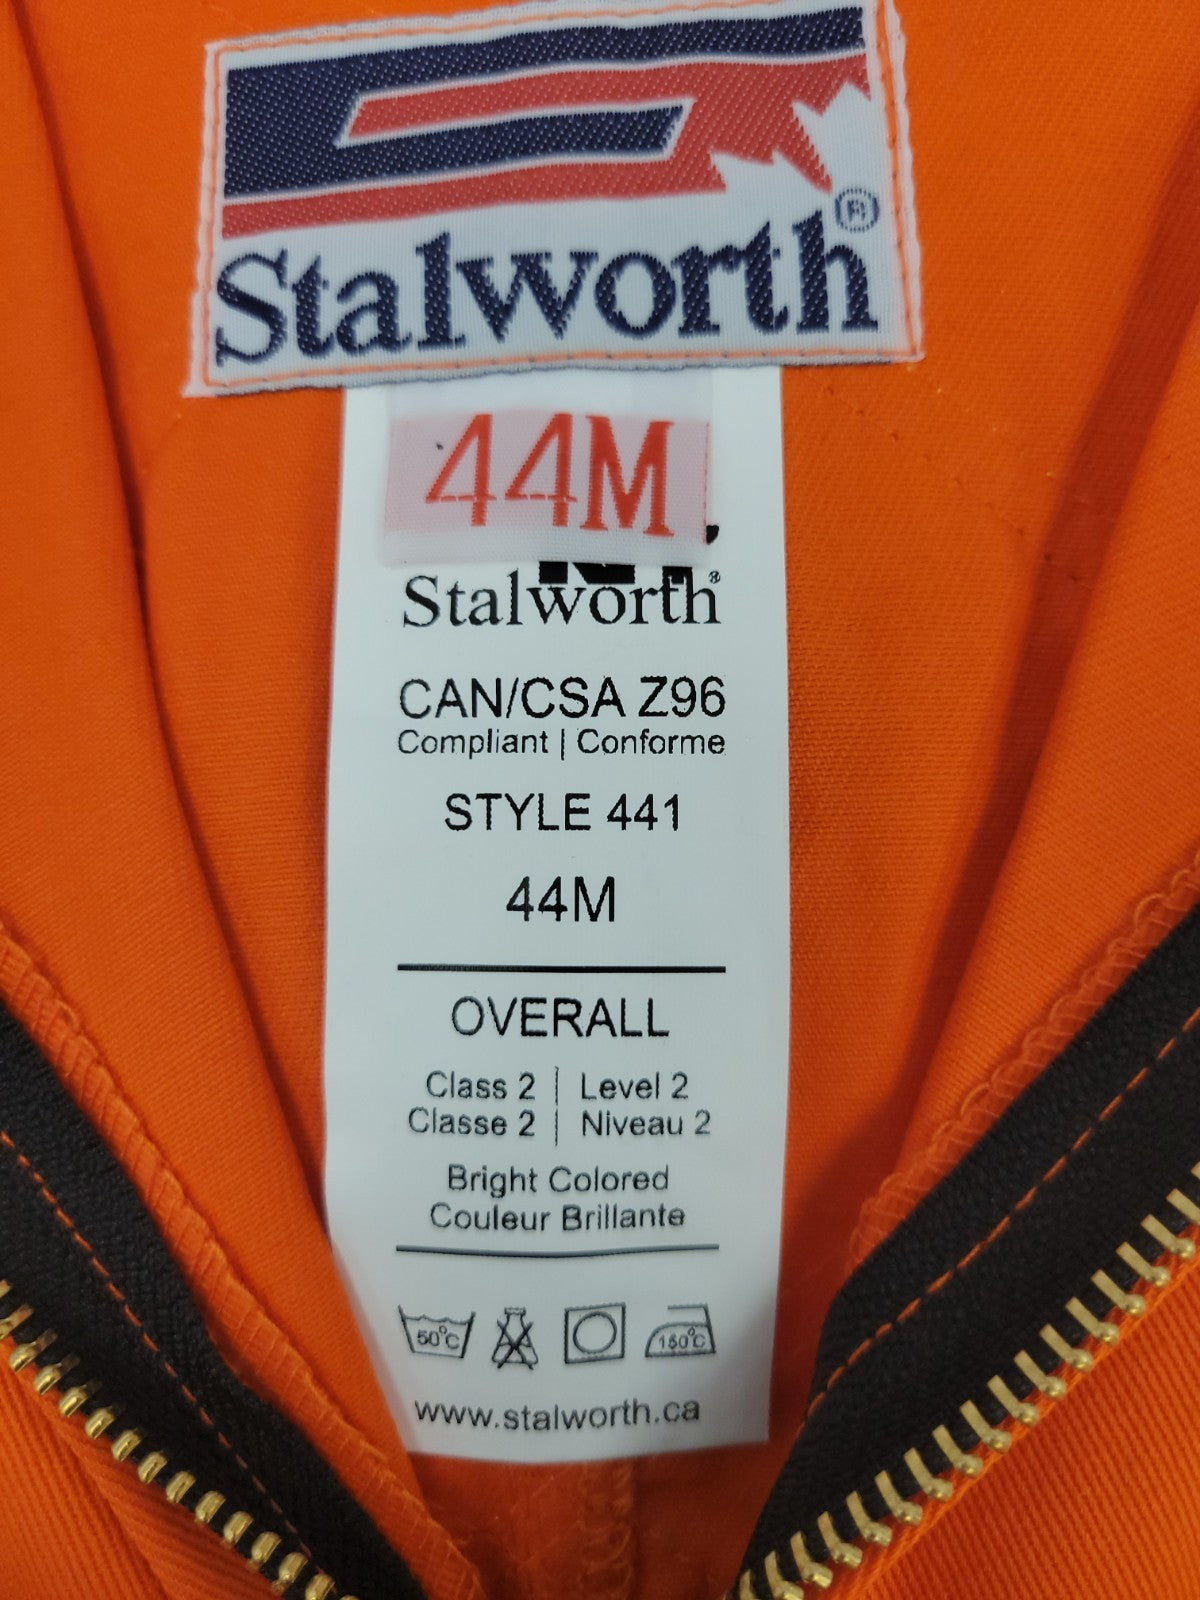 Stalworth®
44M
Stalworth®
CAN/CSA Z96
Compliant | Conforme
STYLE 441
44M
OVERALL
Class 2 | Level 2
Classe 2 | Niveau 2
Bright Colored
Couleur Brillante
50°C 150°C
www.stalworth.ca